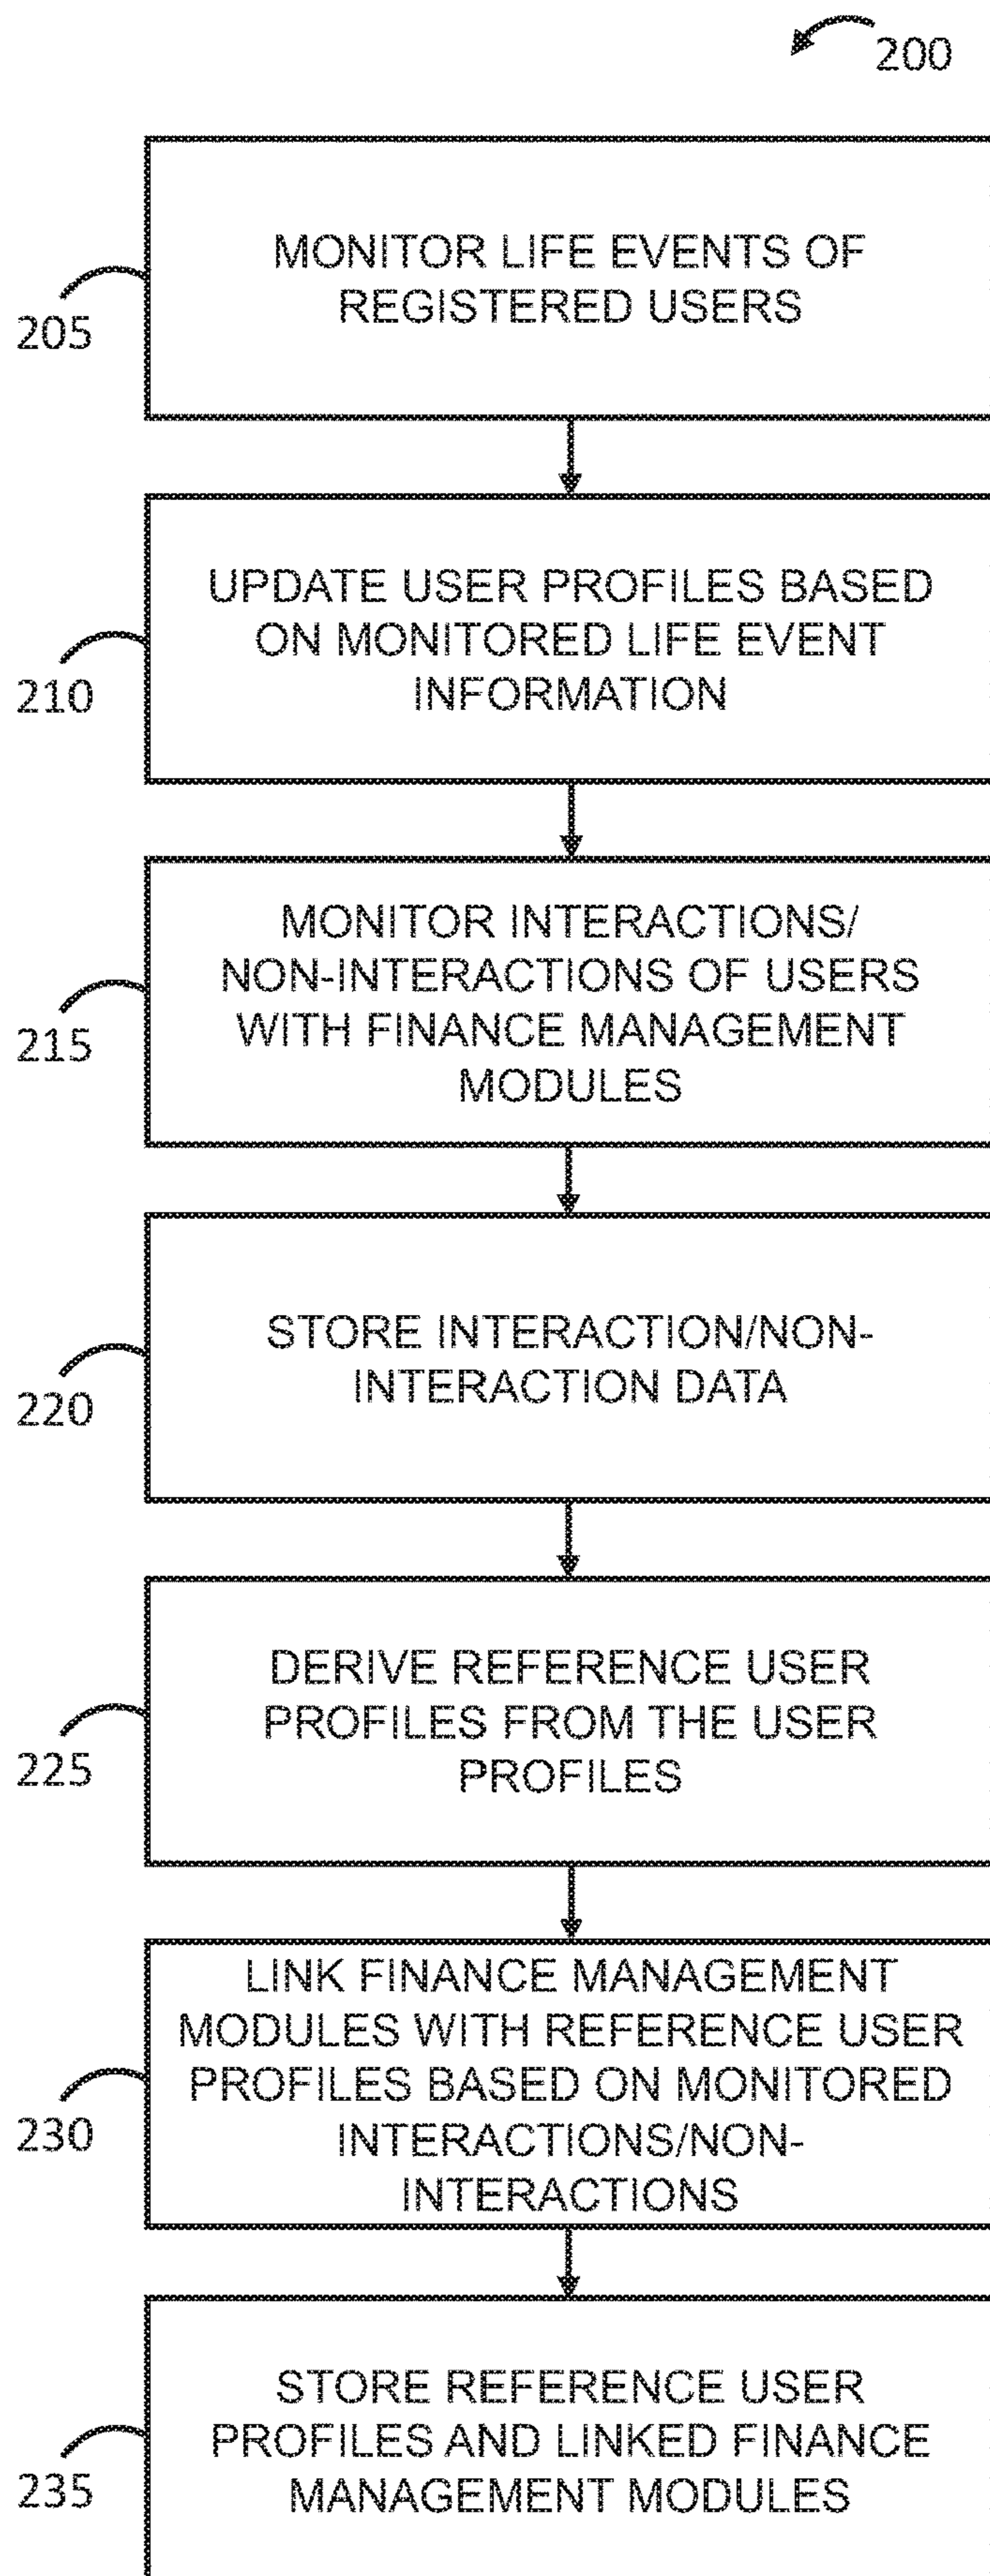 200
MONITOR LIFE EVENTS OF
REGISTERED USERS
205
UPDATE USER PROFILES BASED
ON MONITORED LIFE EVENT
INFORMATION
210
MONITOR INTERACTIONS/
NON-INTERACTIONS OF USERS
WITH FINANCE MANAGEMENT
MODULES
215
STORE INTERACTION/NON-
INTERACTION DATA
220
DERIVE REFERENCE USER
PROFILES FROM THE USER
PROFILES
225
LINK FINANCE MANAGEMENT
MODULES WITH REFERENCE USER
PROFILES BASED ON MONITORED
INTERACTIONS/NON-
INTERACTIONS
230
STORE REFERENCE USER
PROFILES AND LINKED FINANCE
MANAGEMENT MODULES
235